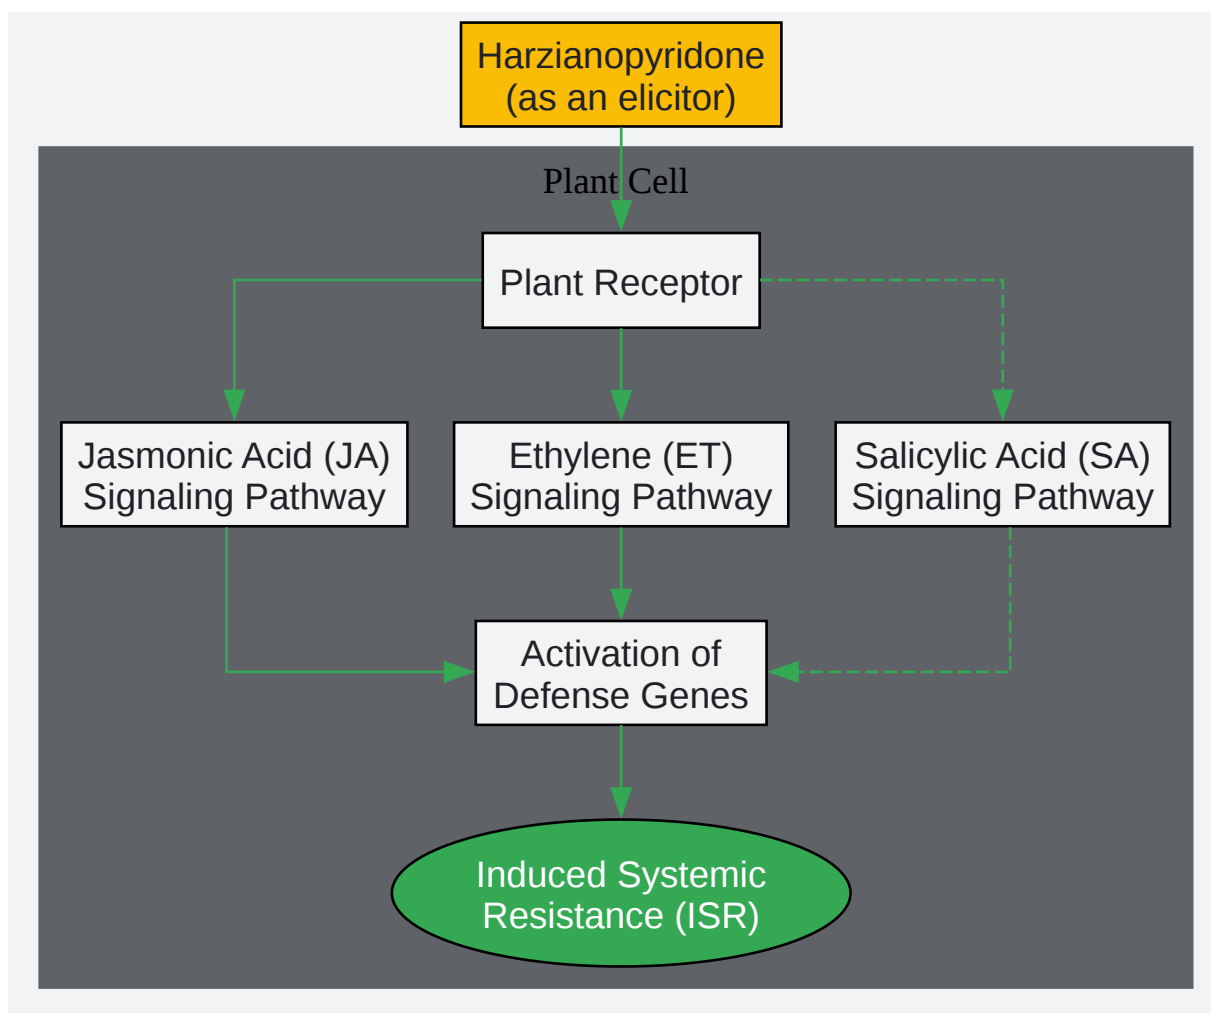 Harzianopyridone
(as an elicitor)
Plant Cell
Plant Receptor
Jasmonic Acid (JA)
Signaling Pathway
Ethylene (ET)
Signaling Pathway
Salicylic Acid (SA)
Signaling Pathway
Activation of
Defense Genes
Induced Systemic
Resistance (ISR)